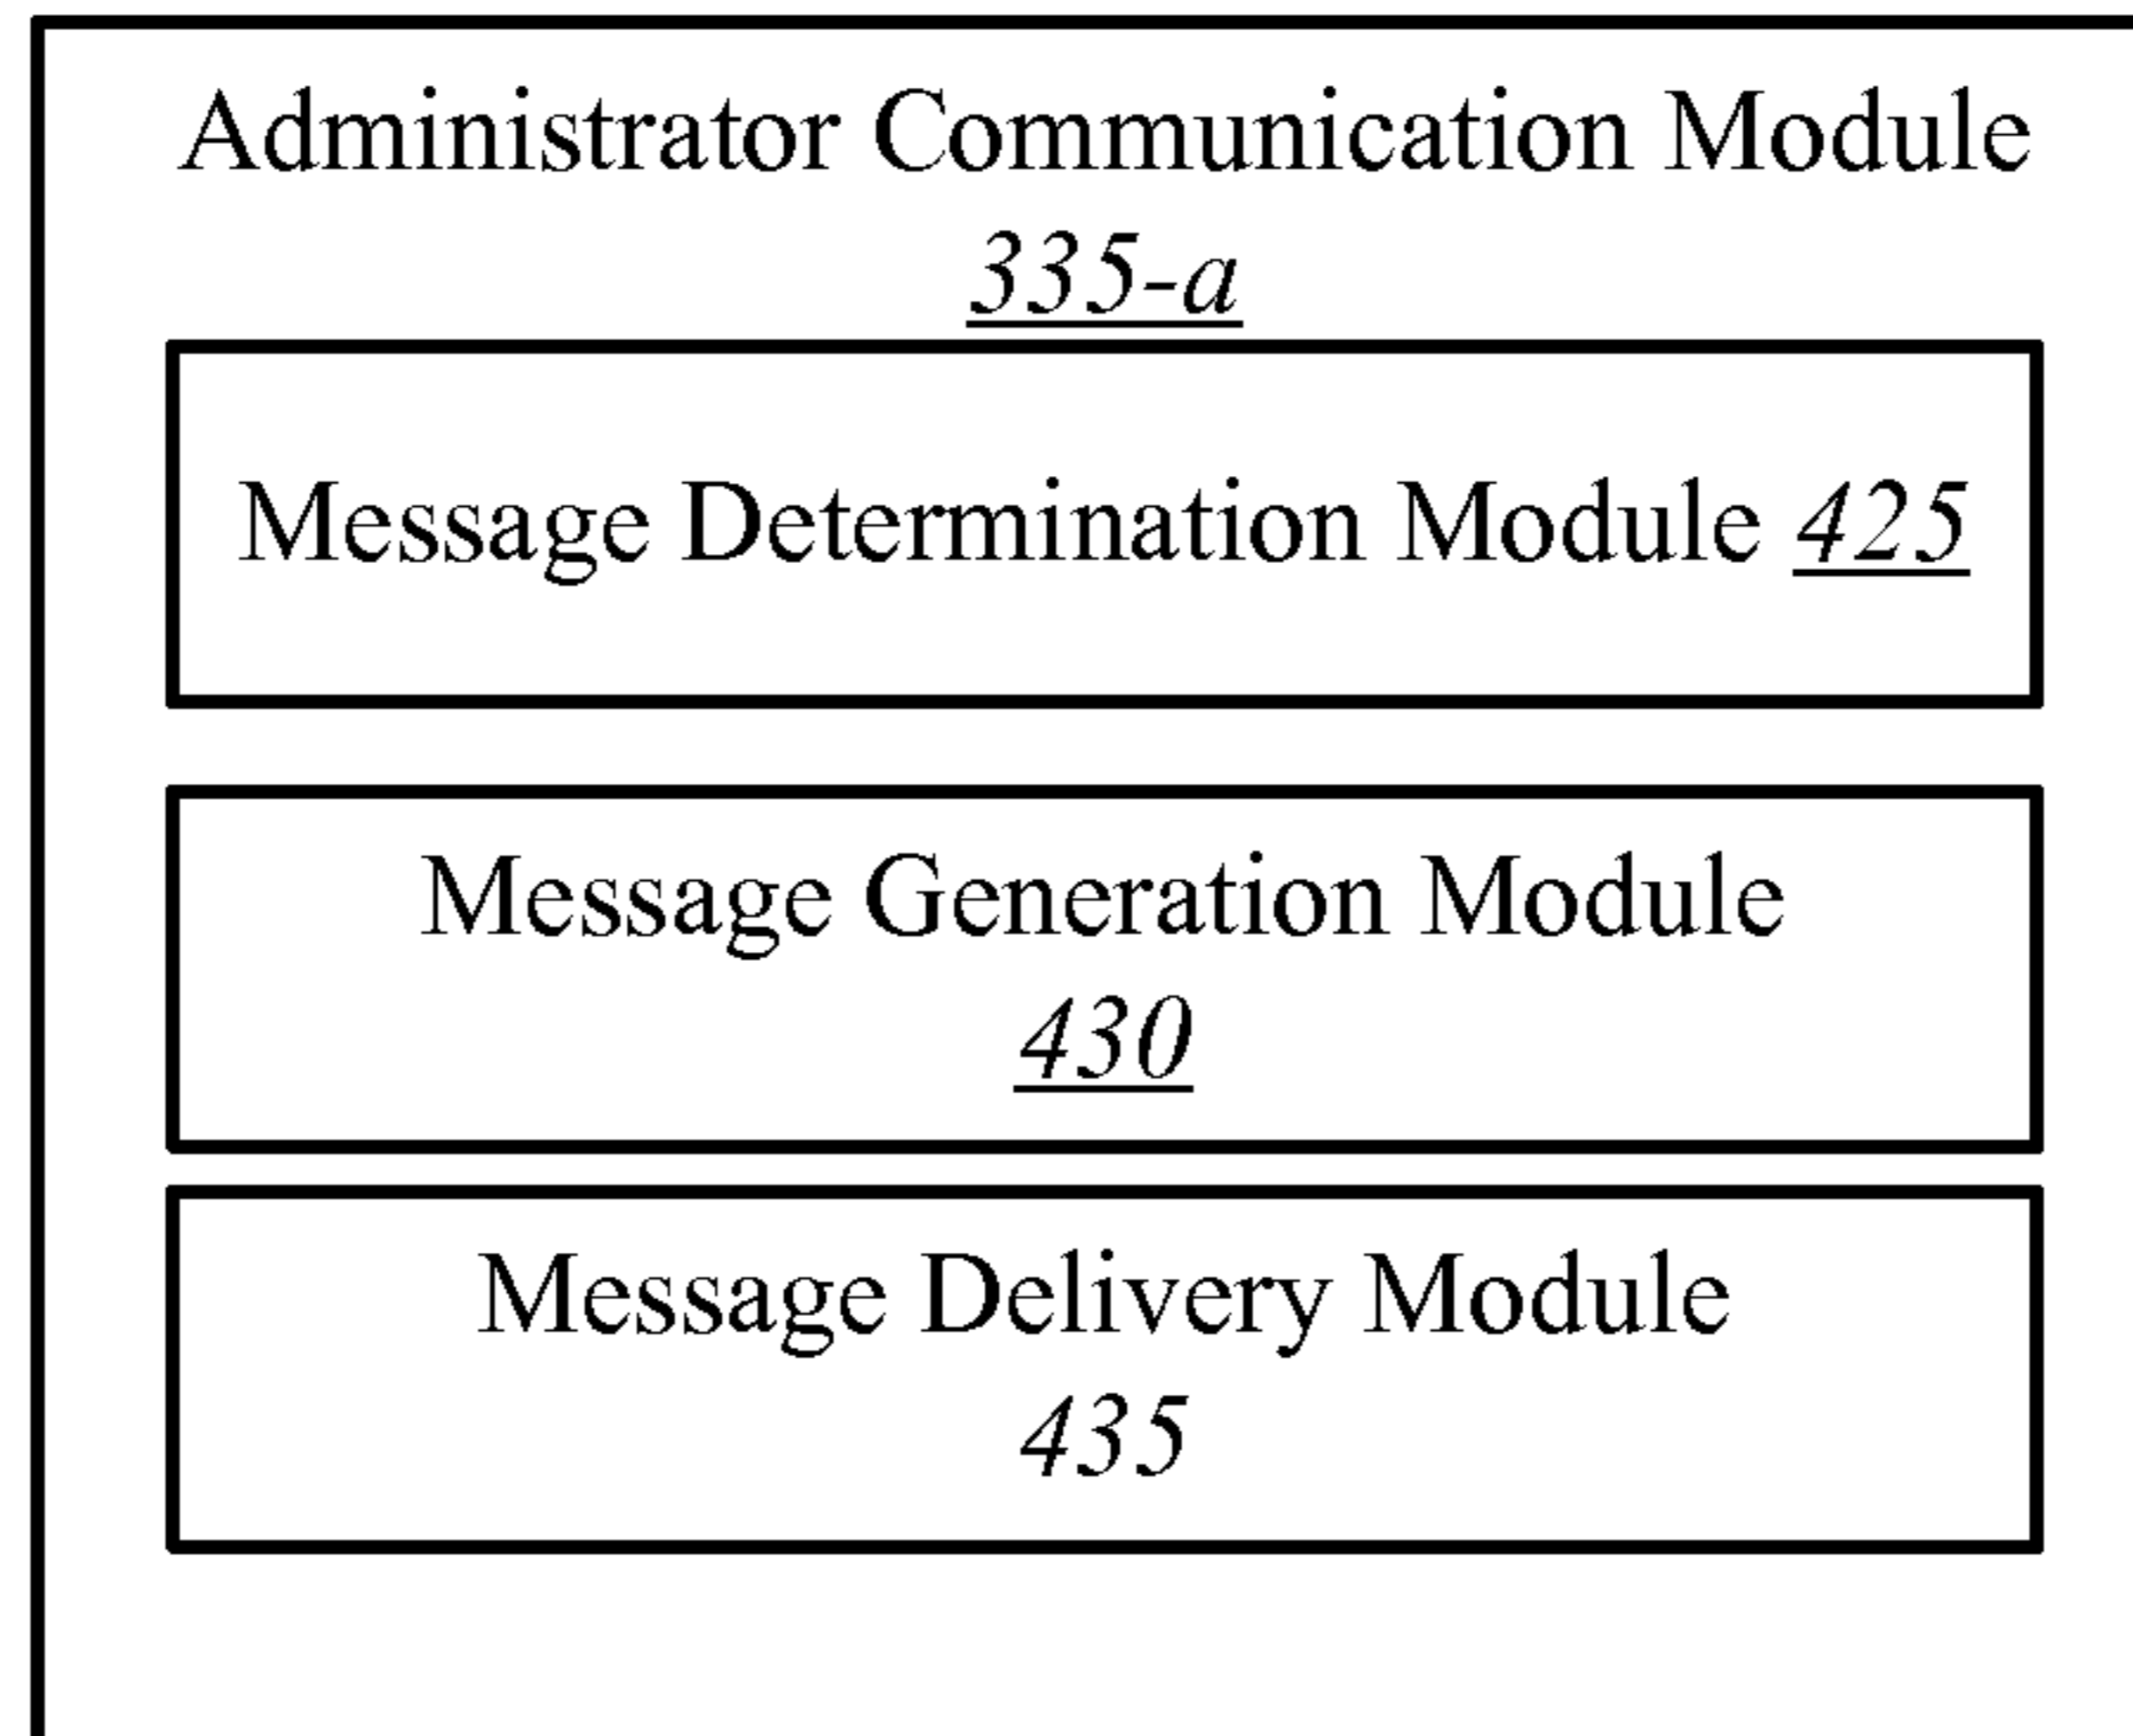 Administrator Communication Module
335-a
Message Determination Module 425
Message Generation Module
430
Message Delivery Module
435